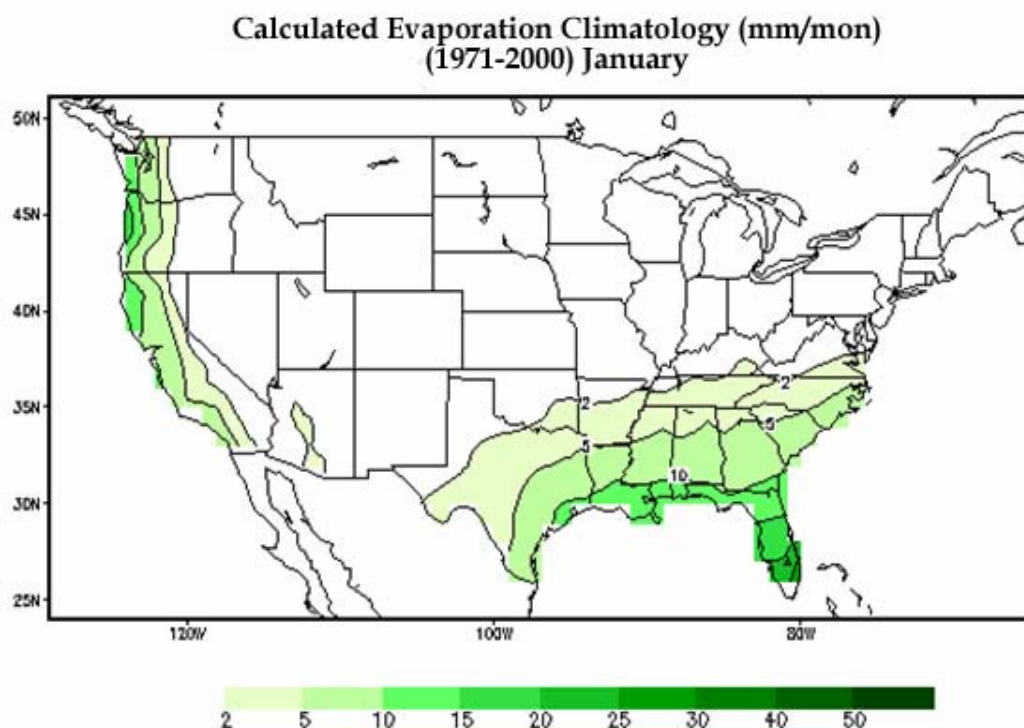 Calculated Evaporation Climatology (mm/mon)
(1971-2000) January
50N
45N
40N
35N
30N
25N
2
2
5
5
10
120W
100W
80W
2 5 10 15 20 25 30 40 50